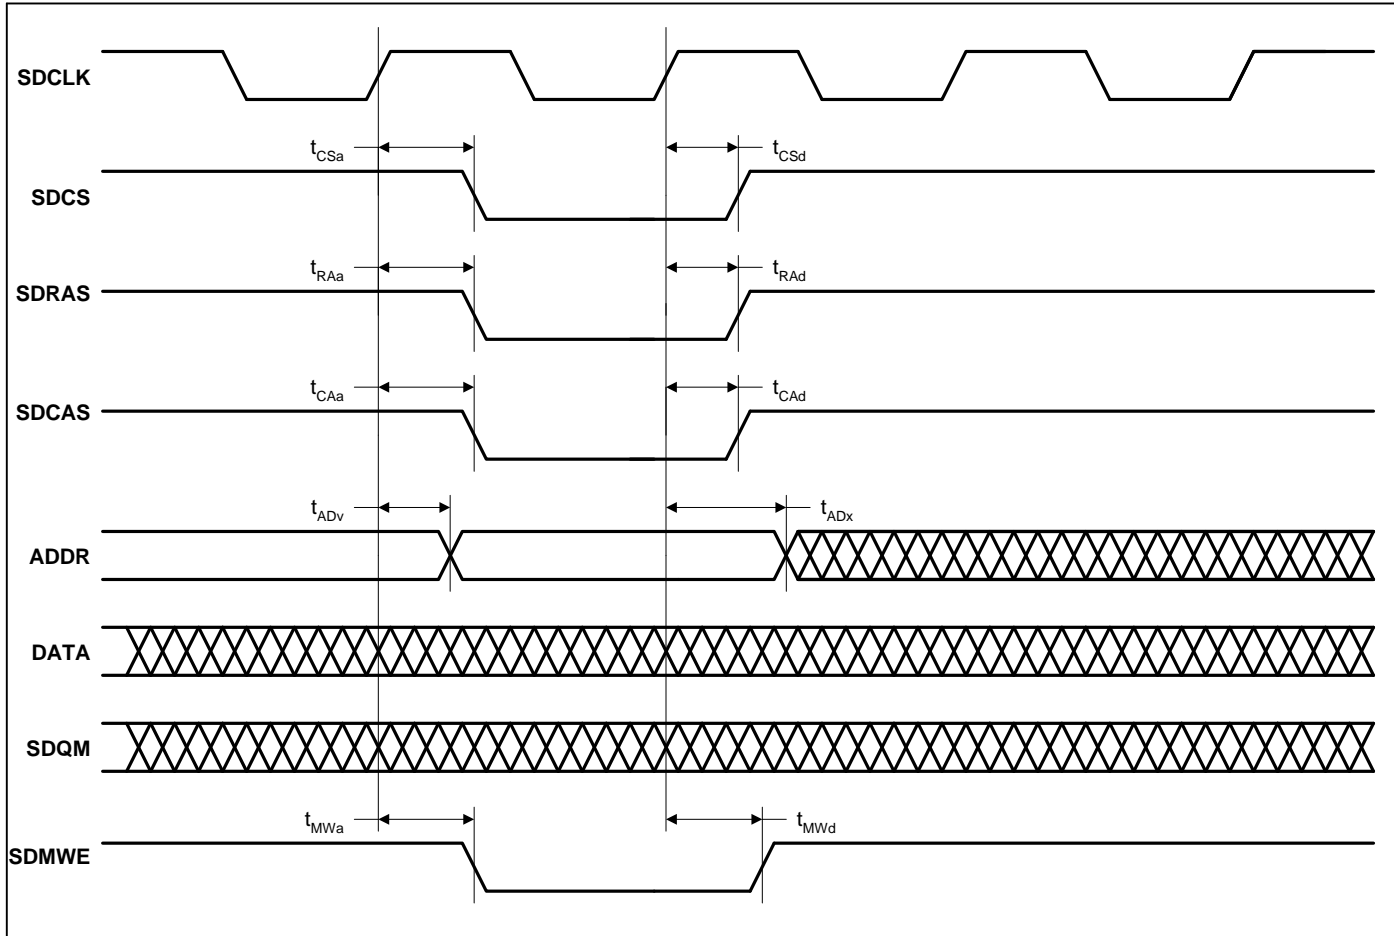 SDCLK
tCSa tCSd
SDCS
tRAa tRAd
SDRAS
tCAa tCAd
SDCAS
tADv tADx
ADDR
DATA
SDQM
tMWa tMWd
SDMWE